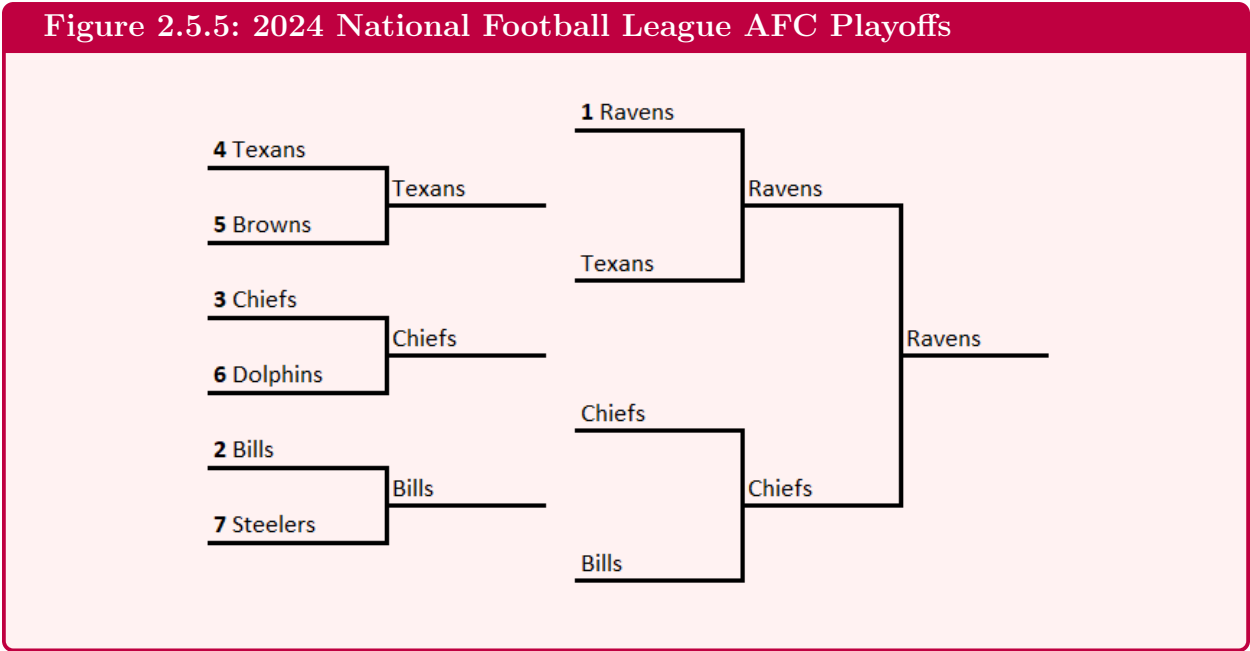 Figure 2.5.5: 2024 National Football League AFC Playoffs
4 Texans
5 Browns
Texans
3 Chiefs
6 Dolphins
Chiefs
2 Bills
7 Steelers
Bills
1 Ravens
Texans
Ravens
Chiefs
Bills
Chiefs
Ravens